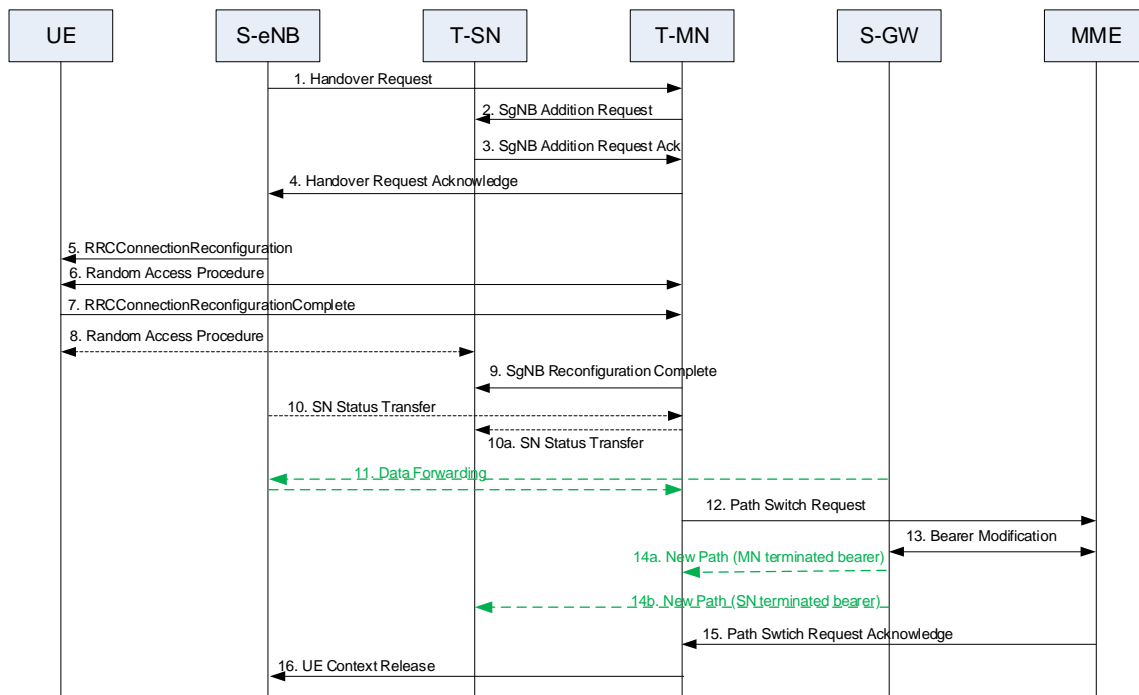 UE
S-eNB
T-SN
T-MN
S-GW
MME
1. Handover Request
2. SgNB Addition Request
3. SgNB Addition Request Ack
4. Handover Request Acknowledge
5. RRCConnectionReconfiguration
6. Random Access Procedure
7. RRCConnectionReconfigurationComplete
8. Random Access Procedure
9. SgNB Reconfiguration Complete
10. SN Status Transfer
10a. SN Status Transfer
11. Data Forwarding
12. Path Switch Request
13. Bearer Modification
14a. New Path (MN terminated bearer)
14b. New Path (SN terminated bearer)
15. Path Swtich Request Acknowledge
16. UE Context Release